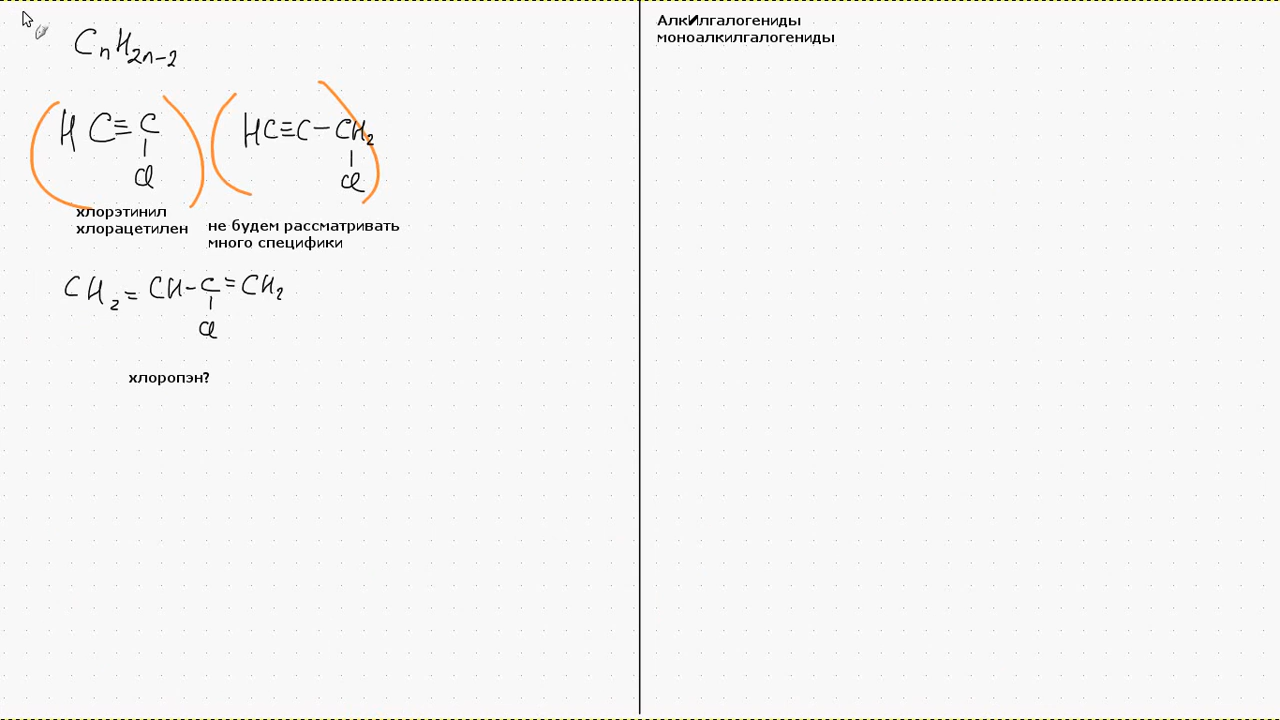 CnH2n-2
HC≡C
Cl
HC≡C-CH2
Cl
хлорэтинил
хлорацетилен
не будем рассматривать
много специфики
CH2=CH-C=CH2
Cl
хлоропэн?
АлкИлгалогениды
моноалкилгалогениды